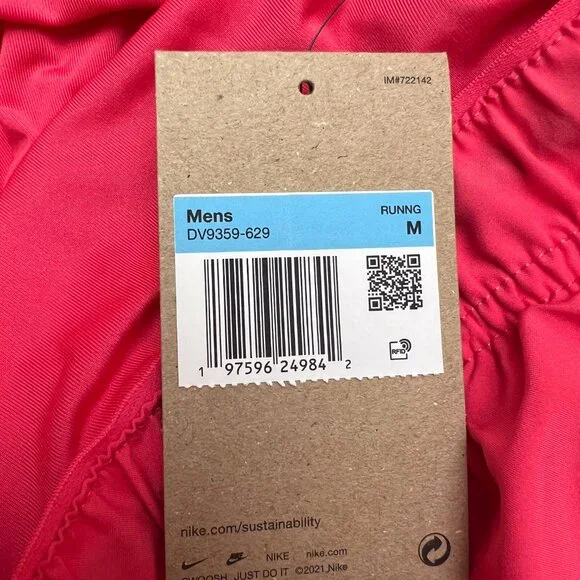 IM#722142
Mens RUNNG
DV9359-629 M
RFID
1 97596 24984 2
nike.com/sustainability
NIKE nike.com
SWOOSH, JUST DO IT ©2021 Nike